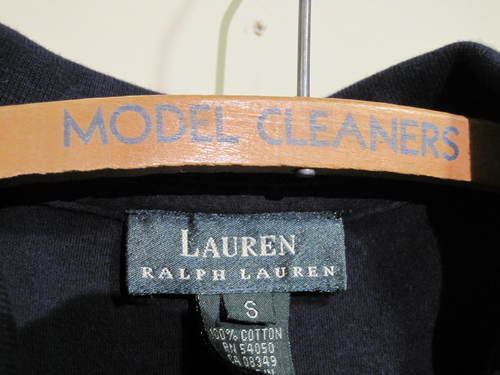 MODEL CLEANERS
LAUREN
RALPH LAUREN
S
100% COTTON
RN 54050
CA 08349